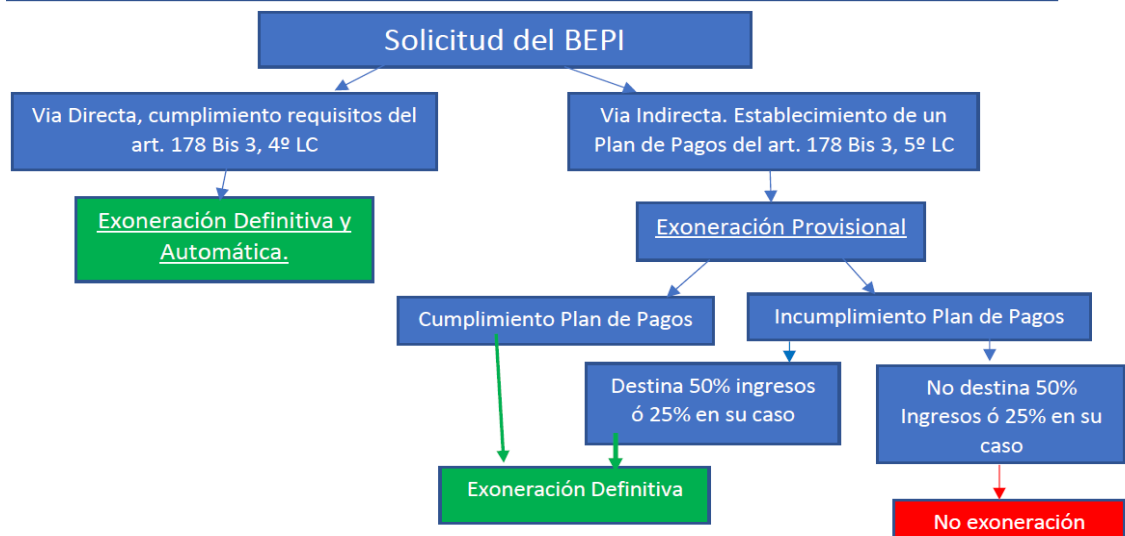 Solicitud del BEPI
Via Directa, cumplimiento requisitos del
art. 178 Bis 3, 4º LC
Via Indirecta. Establecimiento de un
Plan de Pagos del art. 178 Bis 3, 5º LC
Exoneración Definitiva y
Automática.
Exoneración Provisional
Cumplimiento Plan de Pagos
Incumplimiento Plan de Pagos
Destina 50% ingresos
ó 25% en su caso
No destina 50%
Ingresos ó 25% en su
caso
Exoneración Definitiva
No exoneración